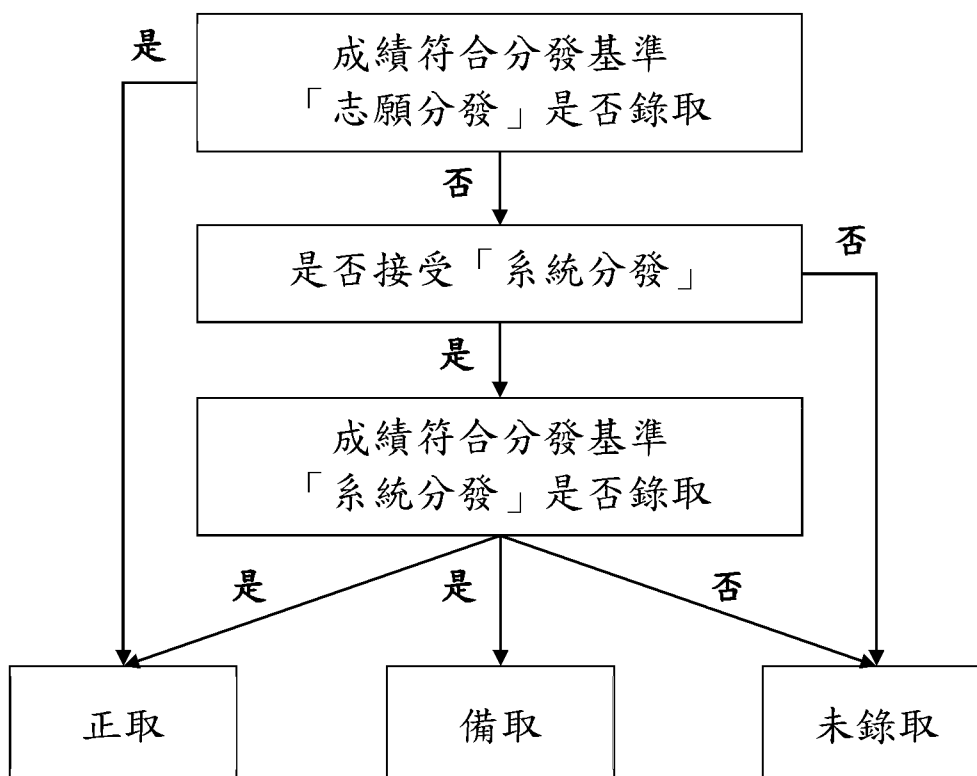 是
成績符合分發基準
「志願分發」是否錄取
否
是否接受「系統分發」
否
是
成績符合分發基準
「系統分發」是否錄取
是
是
否
正取
備取
未錄取